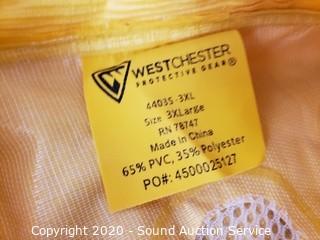 WESTCHESTER
PROTECTIVE GEAR®
44035-3XL
Size 3XLarge
RN 78747
Made in China
65% PVC, 35% Polyester
PO#: 4500025127
Copyright 2020 - Sound Auction Service